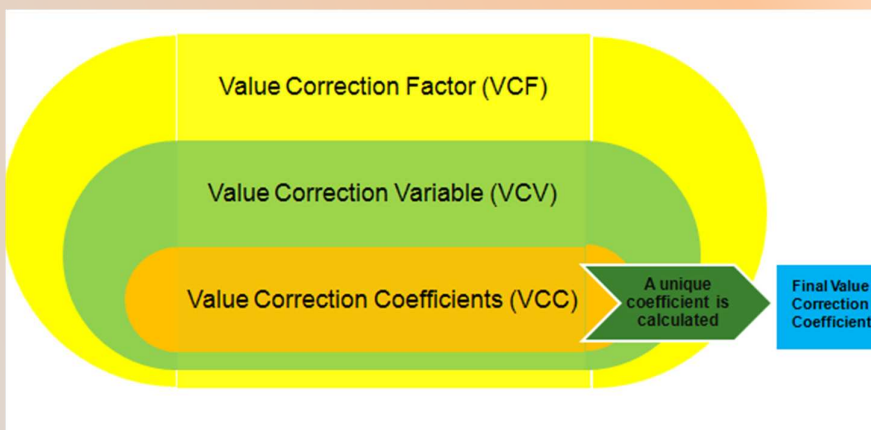 Value Correction Factor (VCF)
Value Correction Variable (VCV)
Value Correction Coefficients (VCC)
A unique
coefficient is
calculated
Final Value
Correction
Coefficient